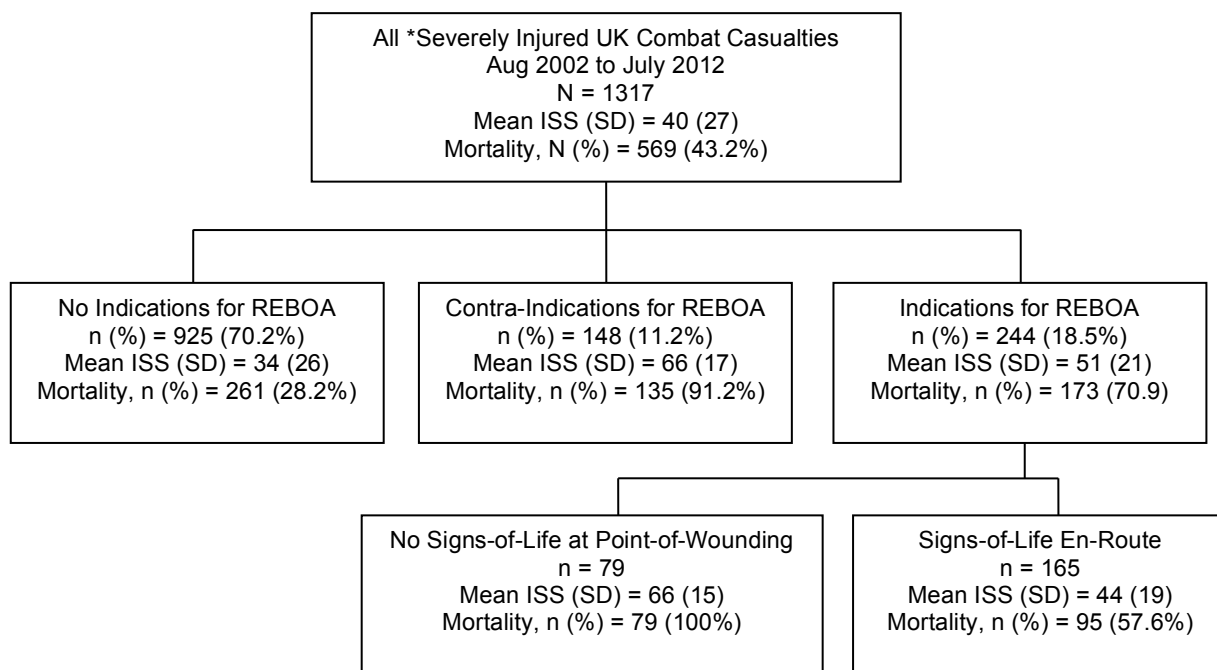 All *Severely Injured UK Combat Casualties
Aug 2002 to July 2012
N = 1317
Mean ISS (SD) = 40 (27)
Mortality, N (%) = 569 (43.2%)
No Indications for REBOA
n (%) = 925 (70.2%)
Mean ISS (SD) = 34 (26)
Mortality, n (%) = 261 (28.2%)
Contra-Indications for REBOA
n (%) = 148 (11.2%)
Mean ISS (SD) = 66 (17)
Mortality, n (%) = 135 (91.2%)
Indications for REBOA
n (%) = 244 (18.5%)
Mean ISS (SD) = 51 (21)
Mortality, n (%) = 173 (70.9)
No Signs-of-Life at Point-of-Wounding
n = 79
Mean ISS (SD) = 66 (15)
Mortality, n (%) = 79 (100%)
Signs-of-Life En-Route
n = 165
Mean ISS (SD) = 44 (19)
Mortality, n (%) = 95 (57.6%)